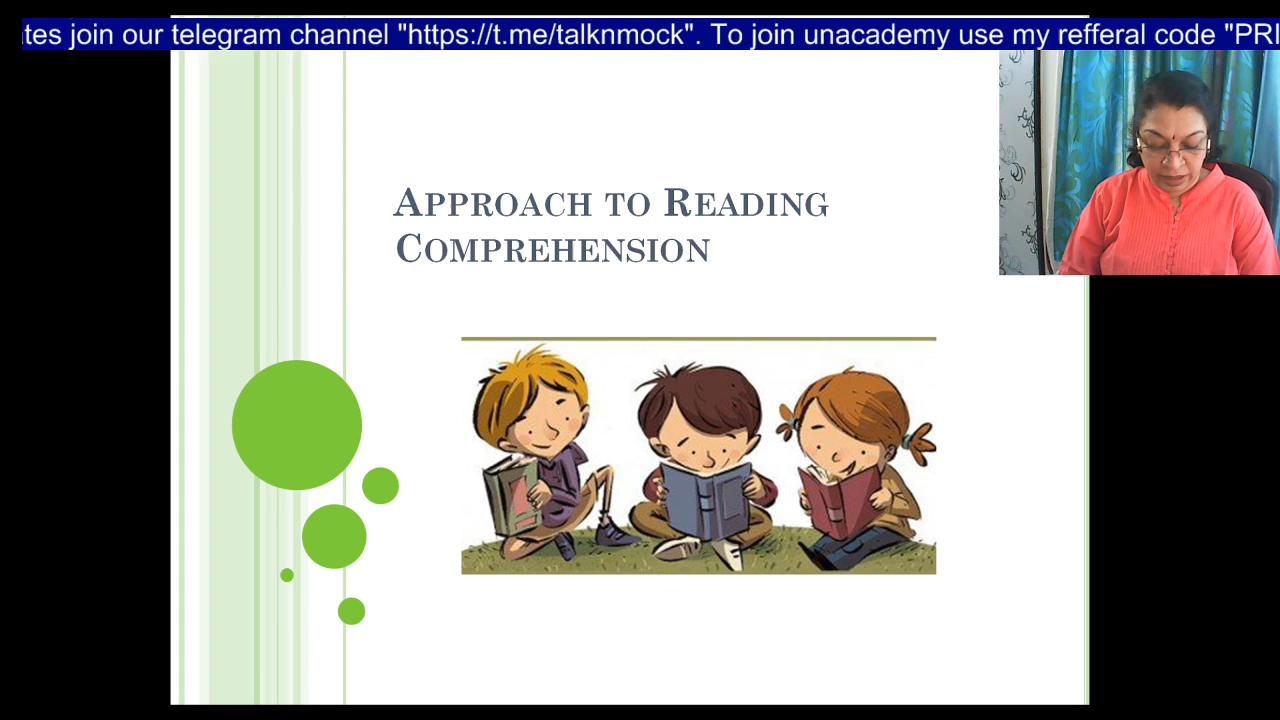 tes join our telegram channel "https://t.me/talknmock". To join unacademy use my refferal code "PRI
APPROACH TO READING
COMPREHENSION